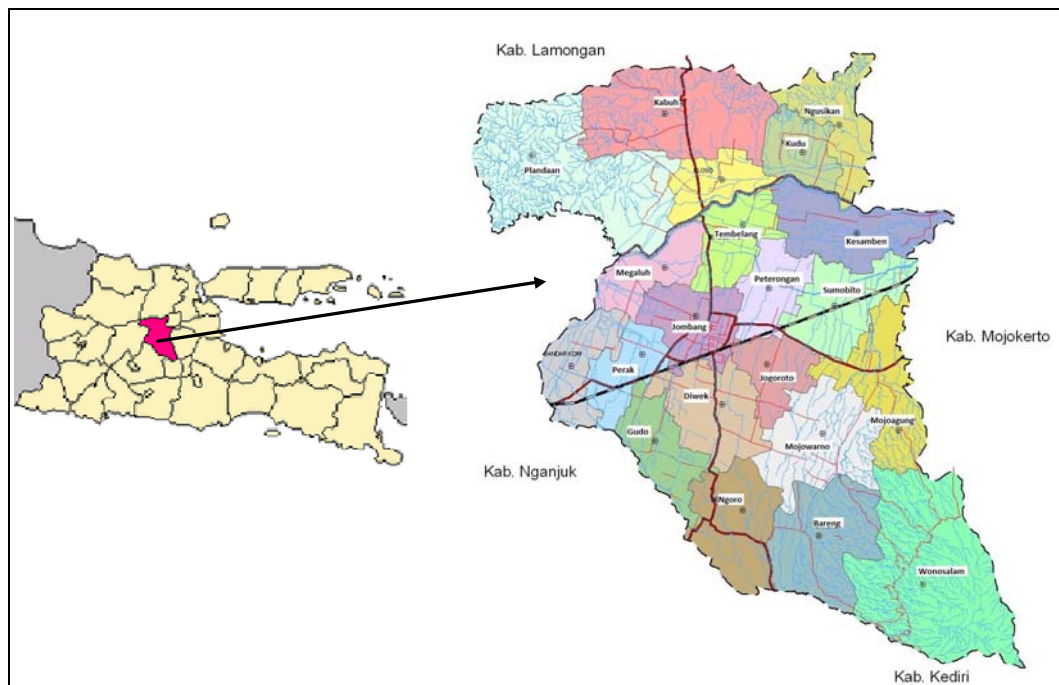 Kab. Lamongan
Kabuh
Ngusikan
Kudu
Plandaan
Tembelang
Kesamben
Megaluh
Peterongan
Sumobito
Jombang
Kab. Mojokerto
Perak
Jogoroto
Diwek
Mojoagung
Gudo
Mojowarno
Kab. Nganjuk
Ngoro
Bareng
Wonosalam
Kab. Kediri